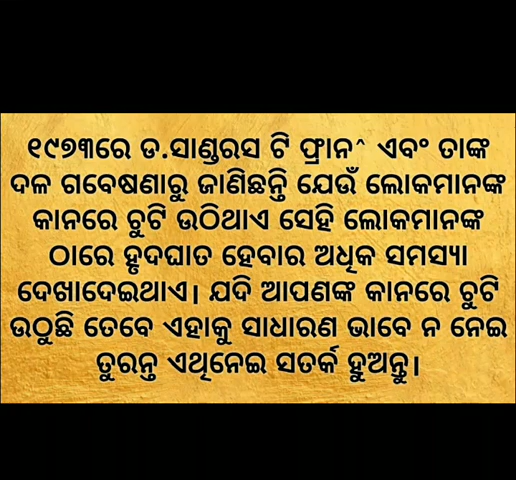 ୧୯୭୩ରେ ଡ.ସାଣ୍ଡରସ ଟି ଫ୍ରାନ^ ଏବଂ ତାଙ୍କ
ଦଳ ଗବେଷଣାରୁ ଜାଣିଛନ୍ତି ଯେଉଁ ଲୋକମାନଙ୍କ
କାନରେ ଚୁଟି ଉଠିଥାଏ ସେହି ଲୋକମାନଙ୍କ
ଠାରେ ହୃଦଘାତ ହେବାର ଅଧିକ ସମସ୍ୟା
ଦେଖାଦେଇଥାଏ। ଯଦି ଆପଣଙ୍କ କାନରେ ଚୁଟି
ଉଠୁଛି ତେବେ ଏହାକୁ ସାଧାରଣ ଭାବେ ନ ନେଇ
ତୁରନ୍ତ ଏଥିନେଇ ସତର୍କ ହୁଅନ୍ତୁ।